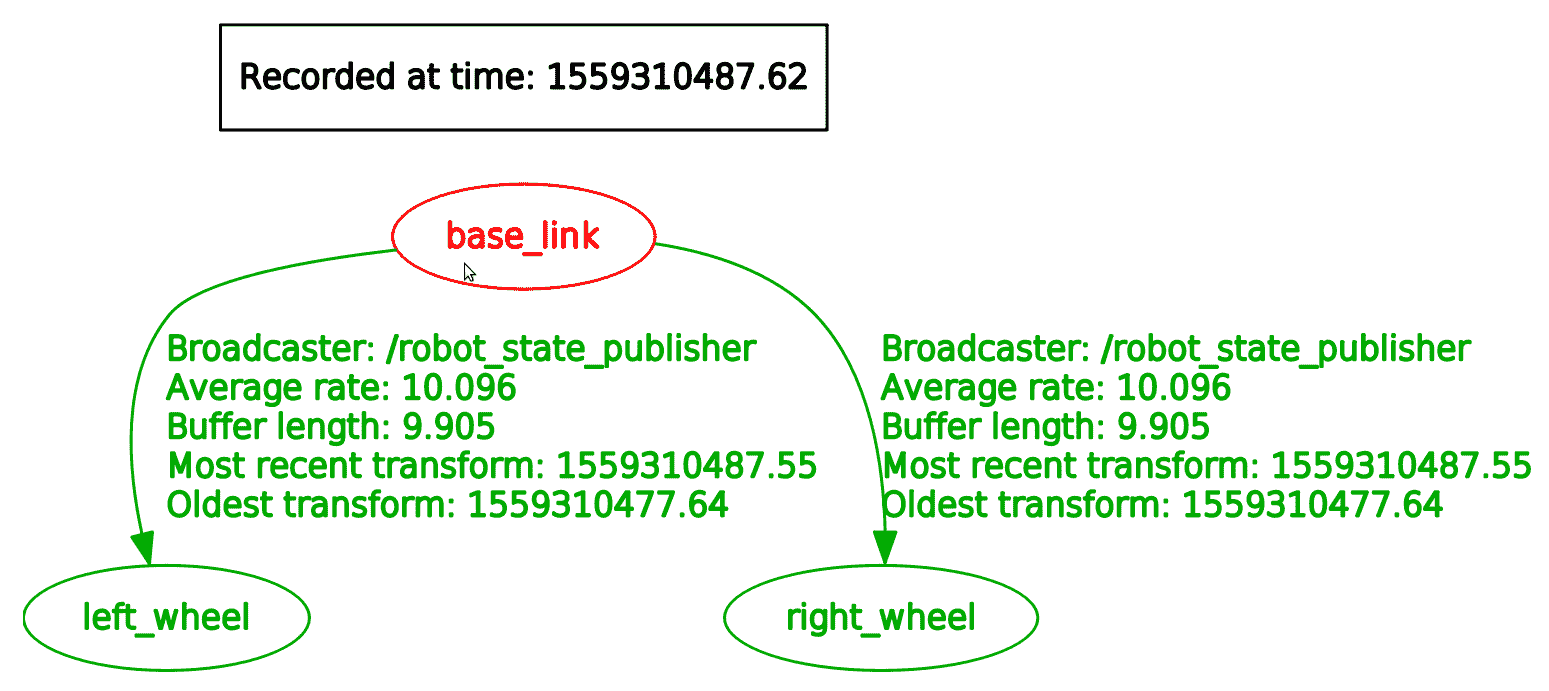 Recorded at time: 1559310487.62
base_link
Broadcaster: /robot_state_publisher
Average rate: 10.096
Buffer length: 9.905
Most recent transform: 1559310487.55
Oldest transform: 1559310477.64
Broadcaster: /robot_state_publisher
Average rate: 10.096
Buffer length: 9.905
Most recent transform: 1559310487.55
Oldest transform: 1559310477.64
left_wheel
right_wheel